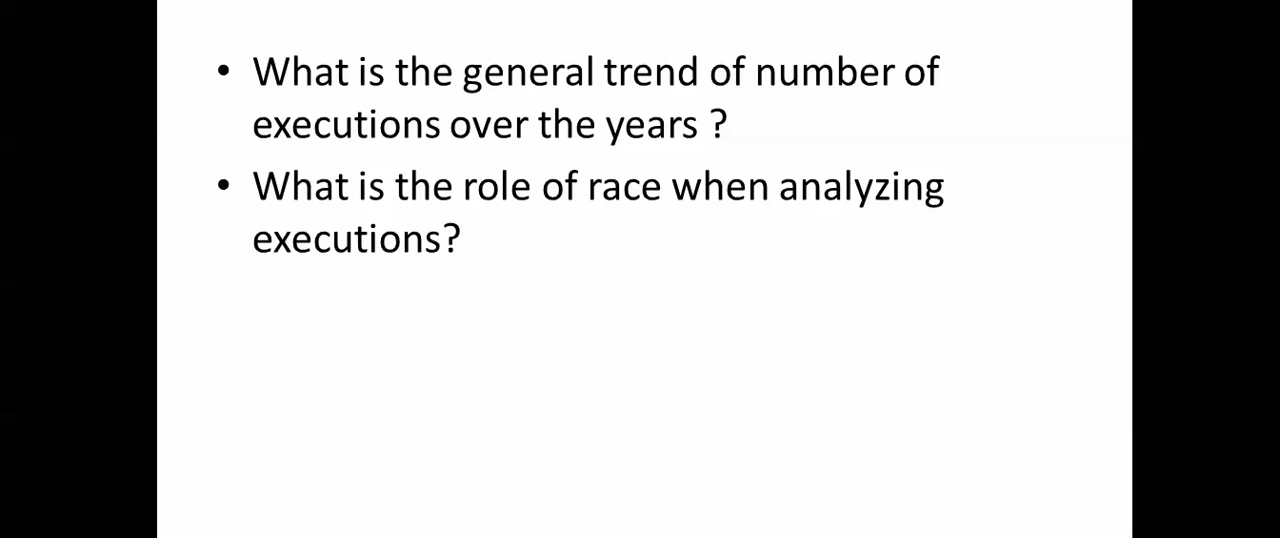 • What is the general trend of number of
executions over the years ?
• What is the role of race when analyzing
executions?